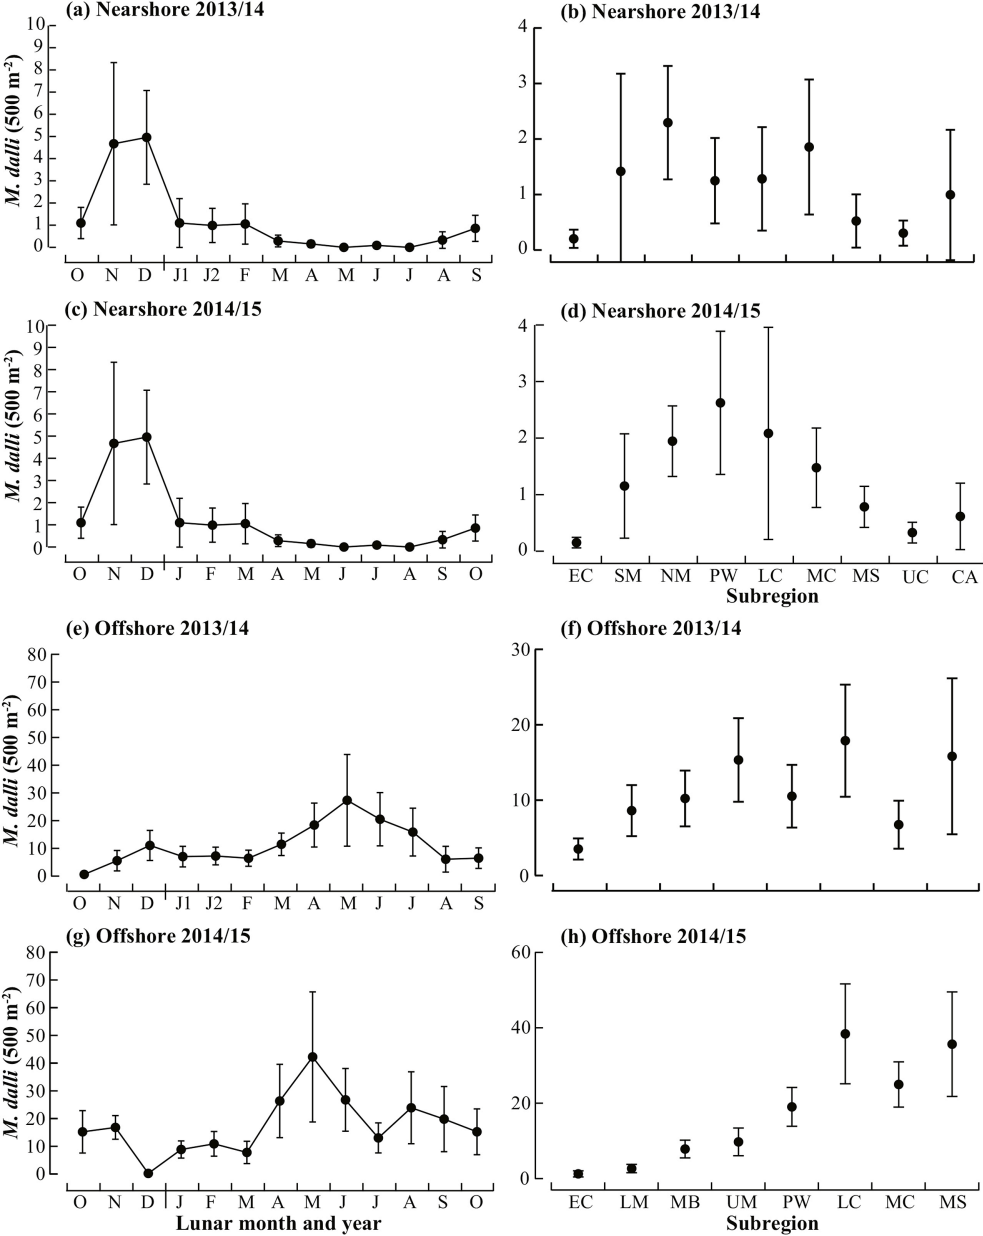 (a) Nearshore 2013/14
M. dalli (500 m-2)
10
9
8
7
6
5
4
3
2
1
0
O N D J1 J2 F M A M J J A S
(b) Nearshore 2013/14
4
3
2
1
0
(c) Nearshore 2014/15
M. dalli (500 m-2)
10
9
8
7
6
5
4
3
2
1
0
O N D J F M A M J J A S O
(d) Nearshore 2014/15
4
3
2
1
0
EC SM NM PW LC MC MS UC CA
Subregion
(e) Offshore 2013/14
M. dalli (500 m-2)
80
70
60
50
40
30
20
10
0
O N D J1 J2 F M A M J J A S
(f) Offshore 2013/14
30
20
10
0
(g) Offshore 2014/15
M. dalli (500 m-2)
80
70
60
50
40
30
20
10
0
O N D J F M A M J J A S O
Lunar month and year
(h) Offshore 2014/15
60
40
20
0
EC LM MB UM PW LC MC MS
Subregion